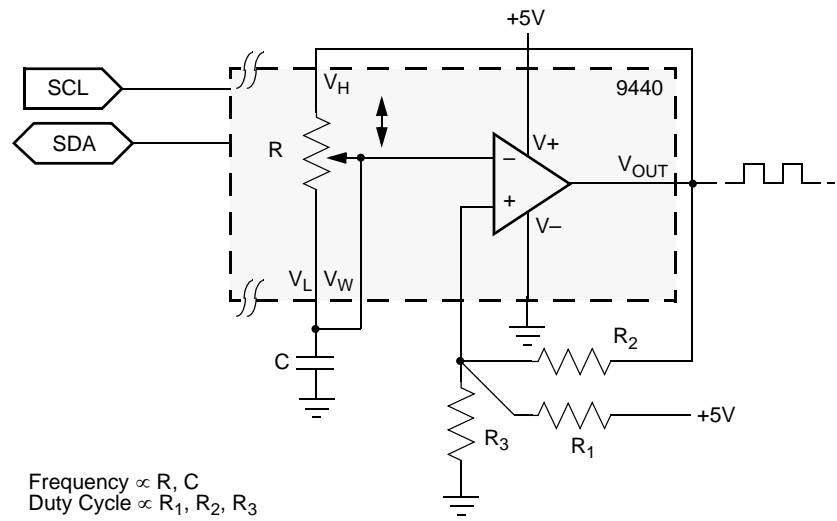 +5V
SCL
V_H
9440
SDA
R
–
V+
V_OUT
+
V–
V_L
V_W
R_2
C
R_3
R_1
+5V
Frequency ∝ R, C
Duty Cycle ∝ R_1, R_2, R_3